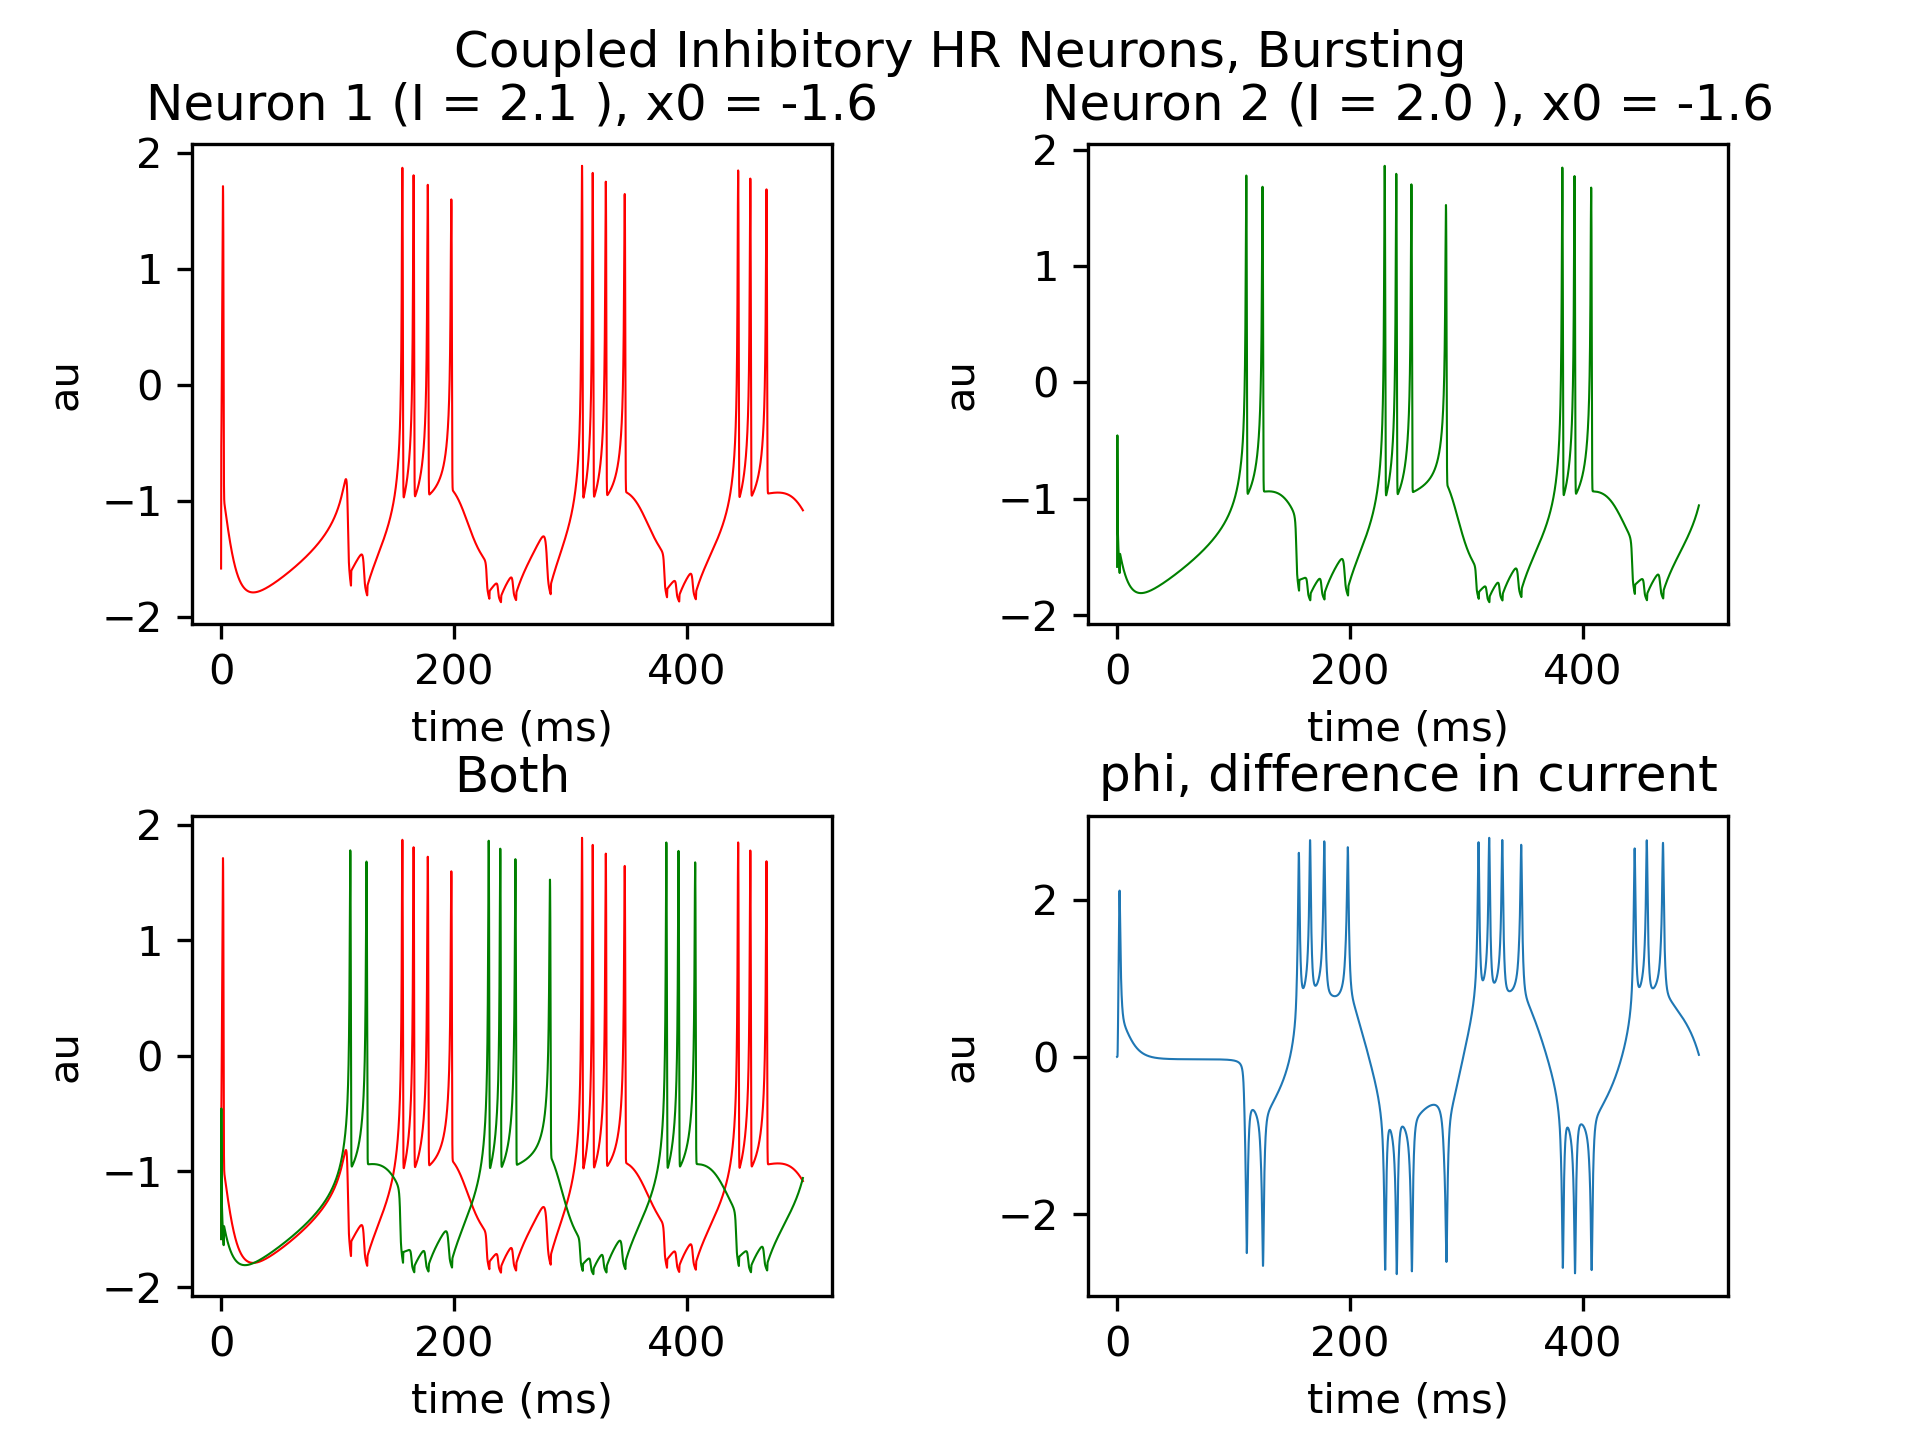 Coupled Inhibitory HR Neurons, Bursting
Neuron 1 (I = 2.1 ), x0 = -1.6
2
1
0
−1
−2
au
0 200 400
time (ms)
Neuron 2 (I = 2.0 ), x0 = -1.6
2
1
0
−1
−2
au
0 200 400
time (ms)
Both
2
1
0
−1
−2
au
0 200 400
time (ms)
phi, difference in current
2
0
−2
au
0 200 400
time (ms)